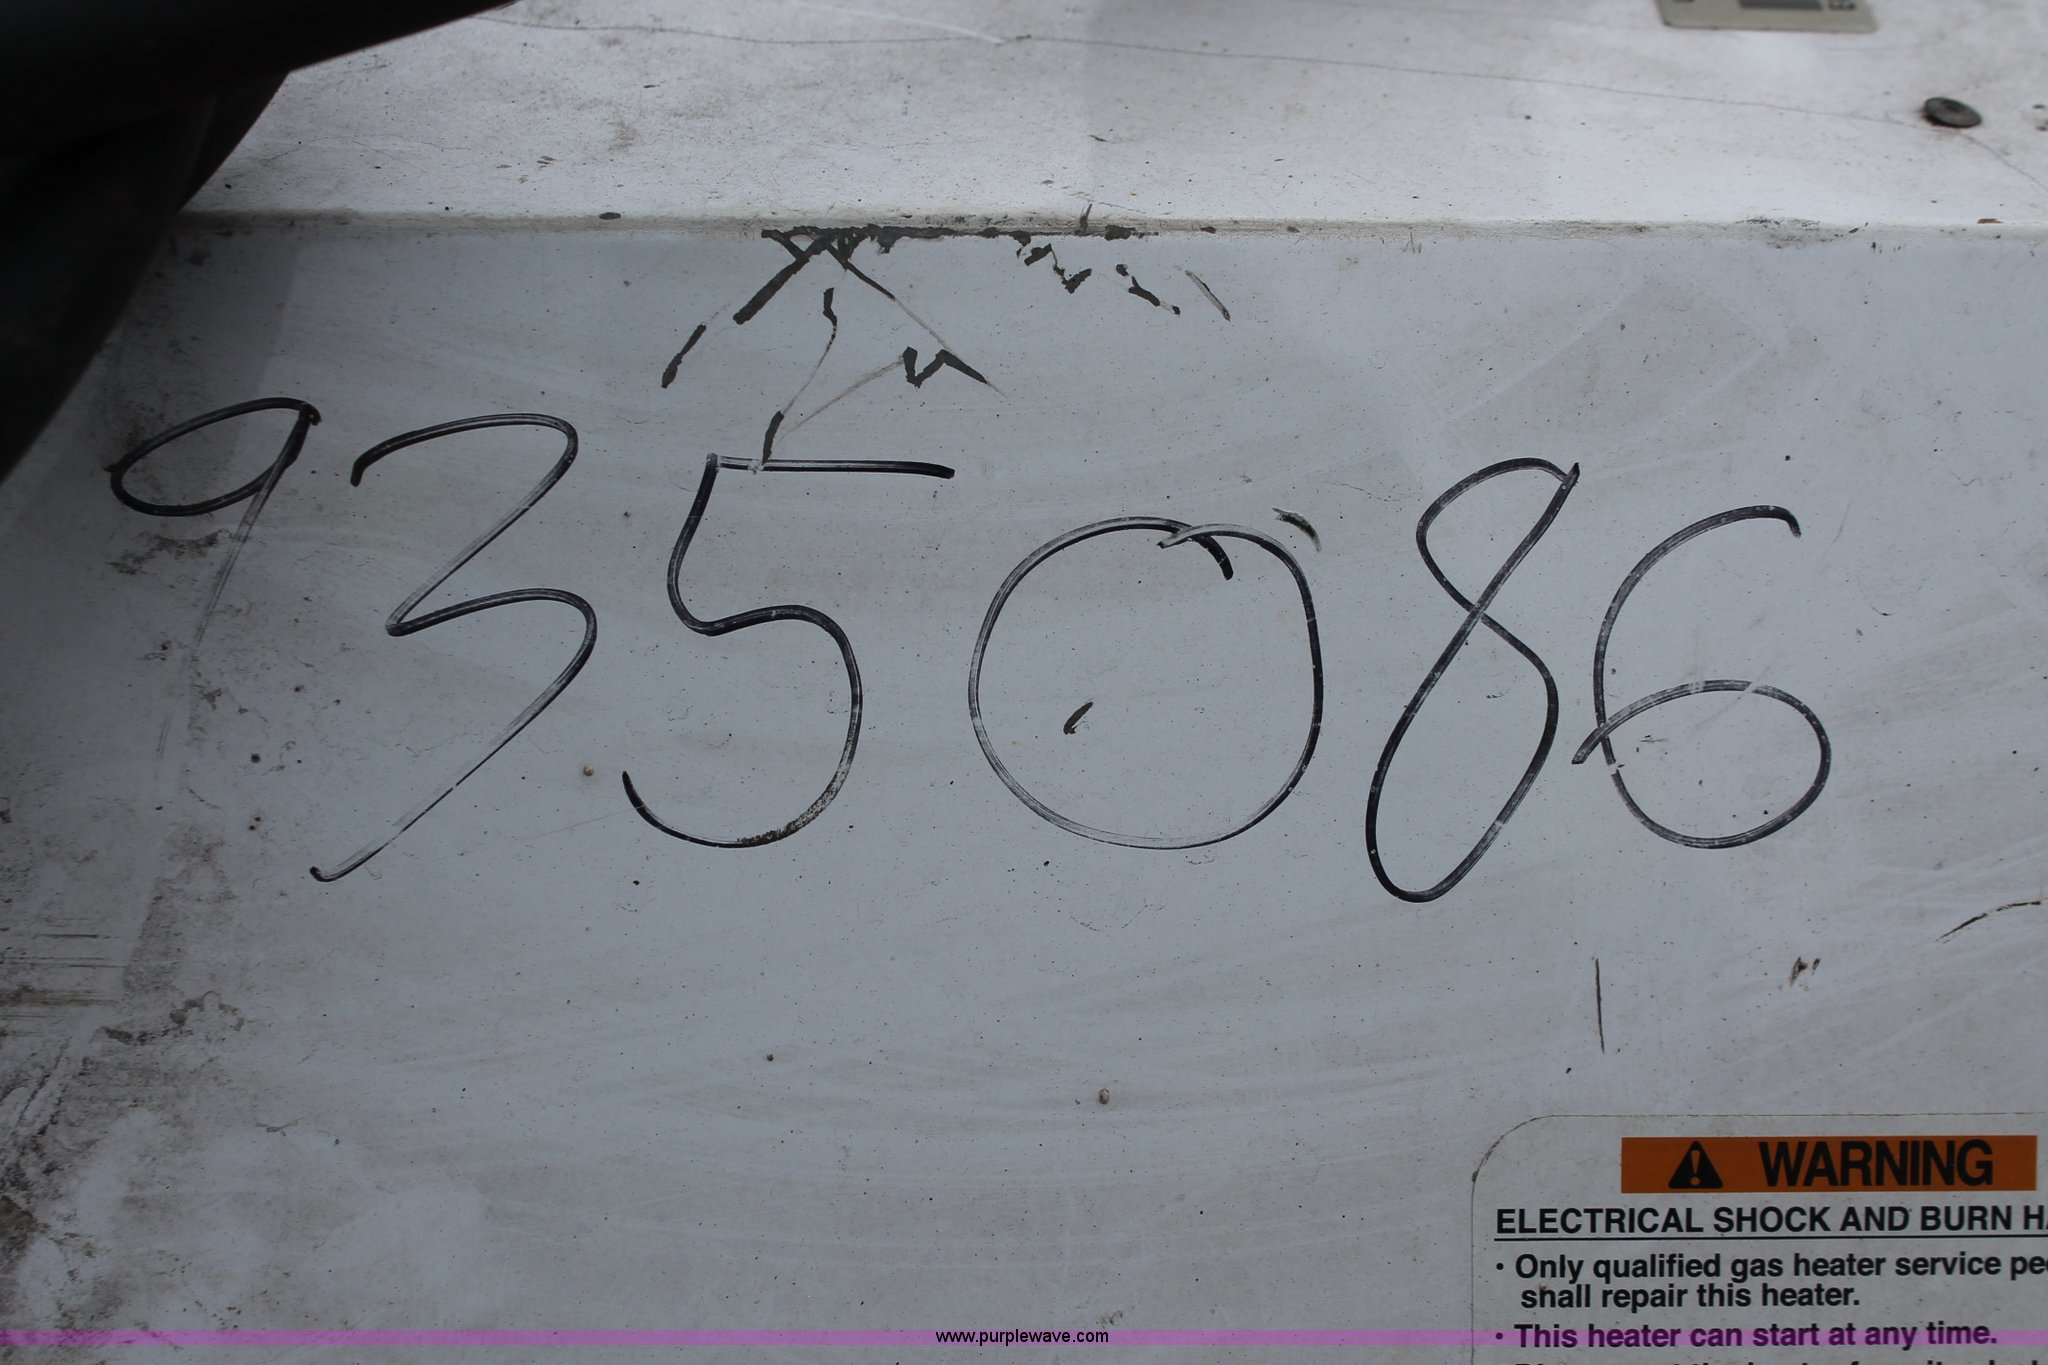 935086
WARNING
ELECTRICAL SHOCK AND BURN
• Only qualified gas heater service
shall repair this heater.
• This heater can start at any time.
www.purplewave.com